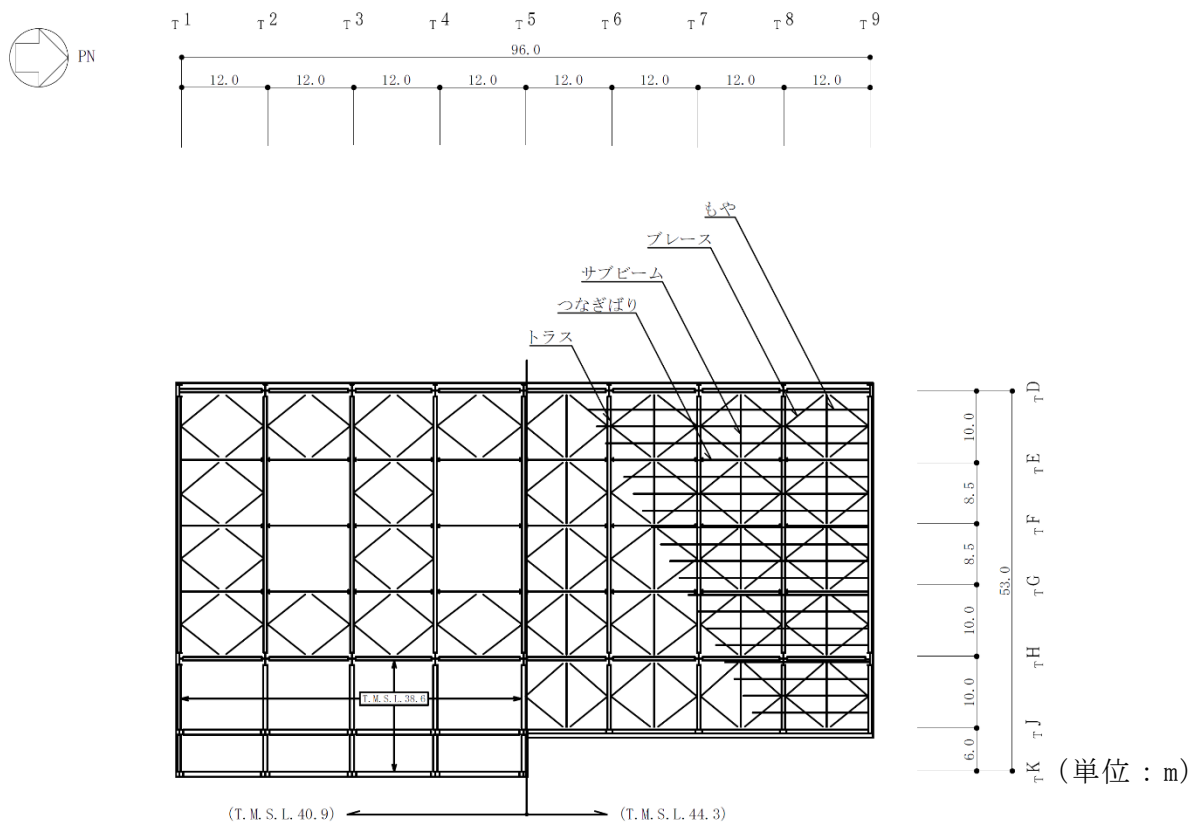 T1 T2 T3 T4 T5 T6 T7 T8 T9
PN
96.0
12.0 12.0 12.0 12.0 12.0 12.0 12.0 12.0
もや
ブレース
サブビーム
つなぎばり
トラス
TD
10.0
TE
8.5
TF
8.5
53.0
TG
10.0
TH
10.0
T.M.S.L.38.6
TJ
6.0
TK
(単位:m)
(T.M.S.L.40.9) (T.M.S.L.44.3)